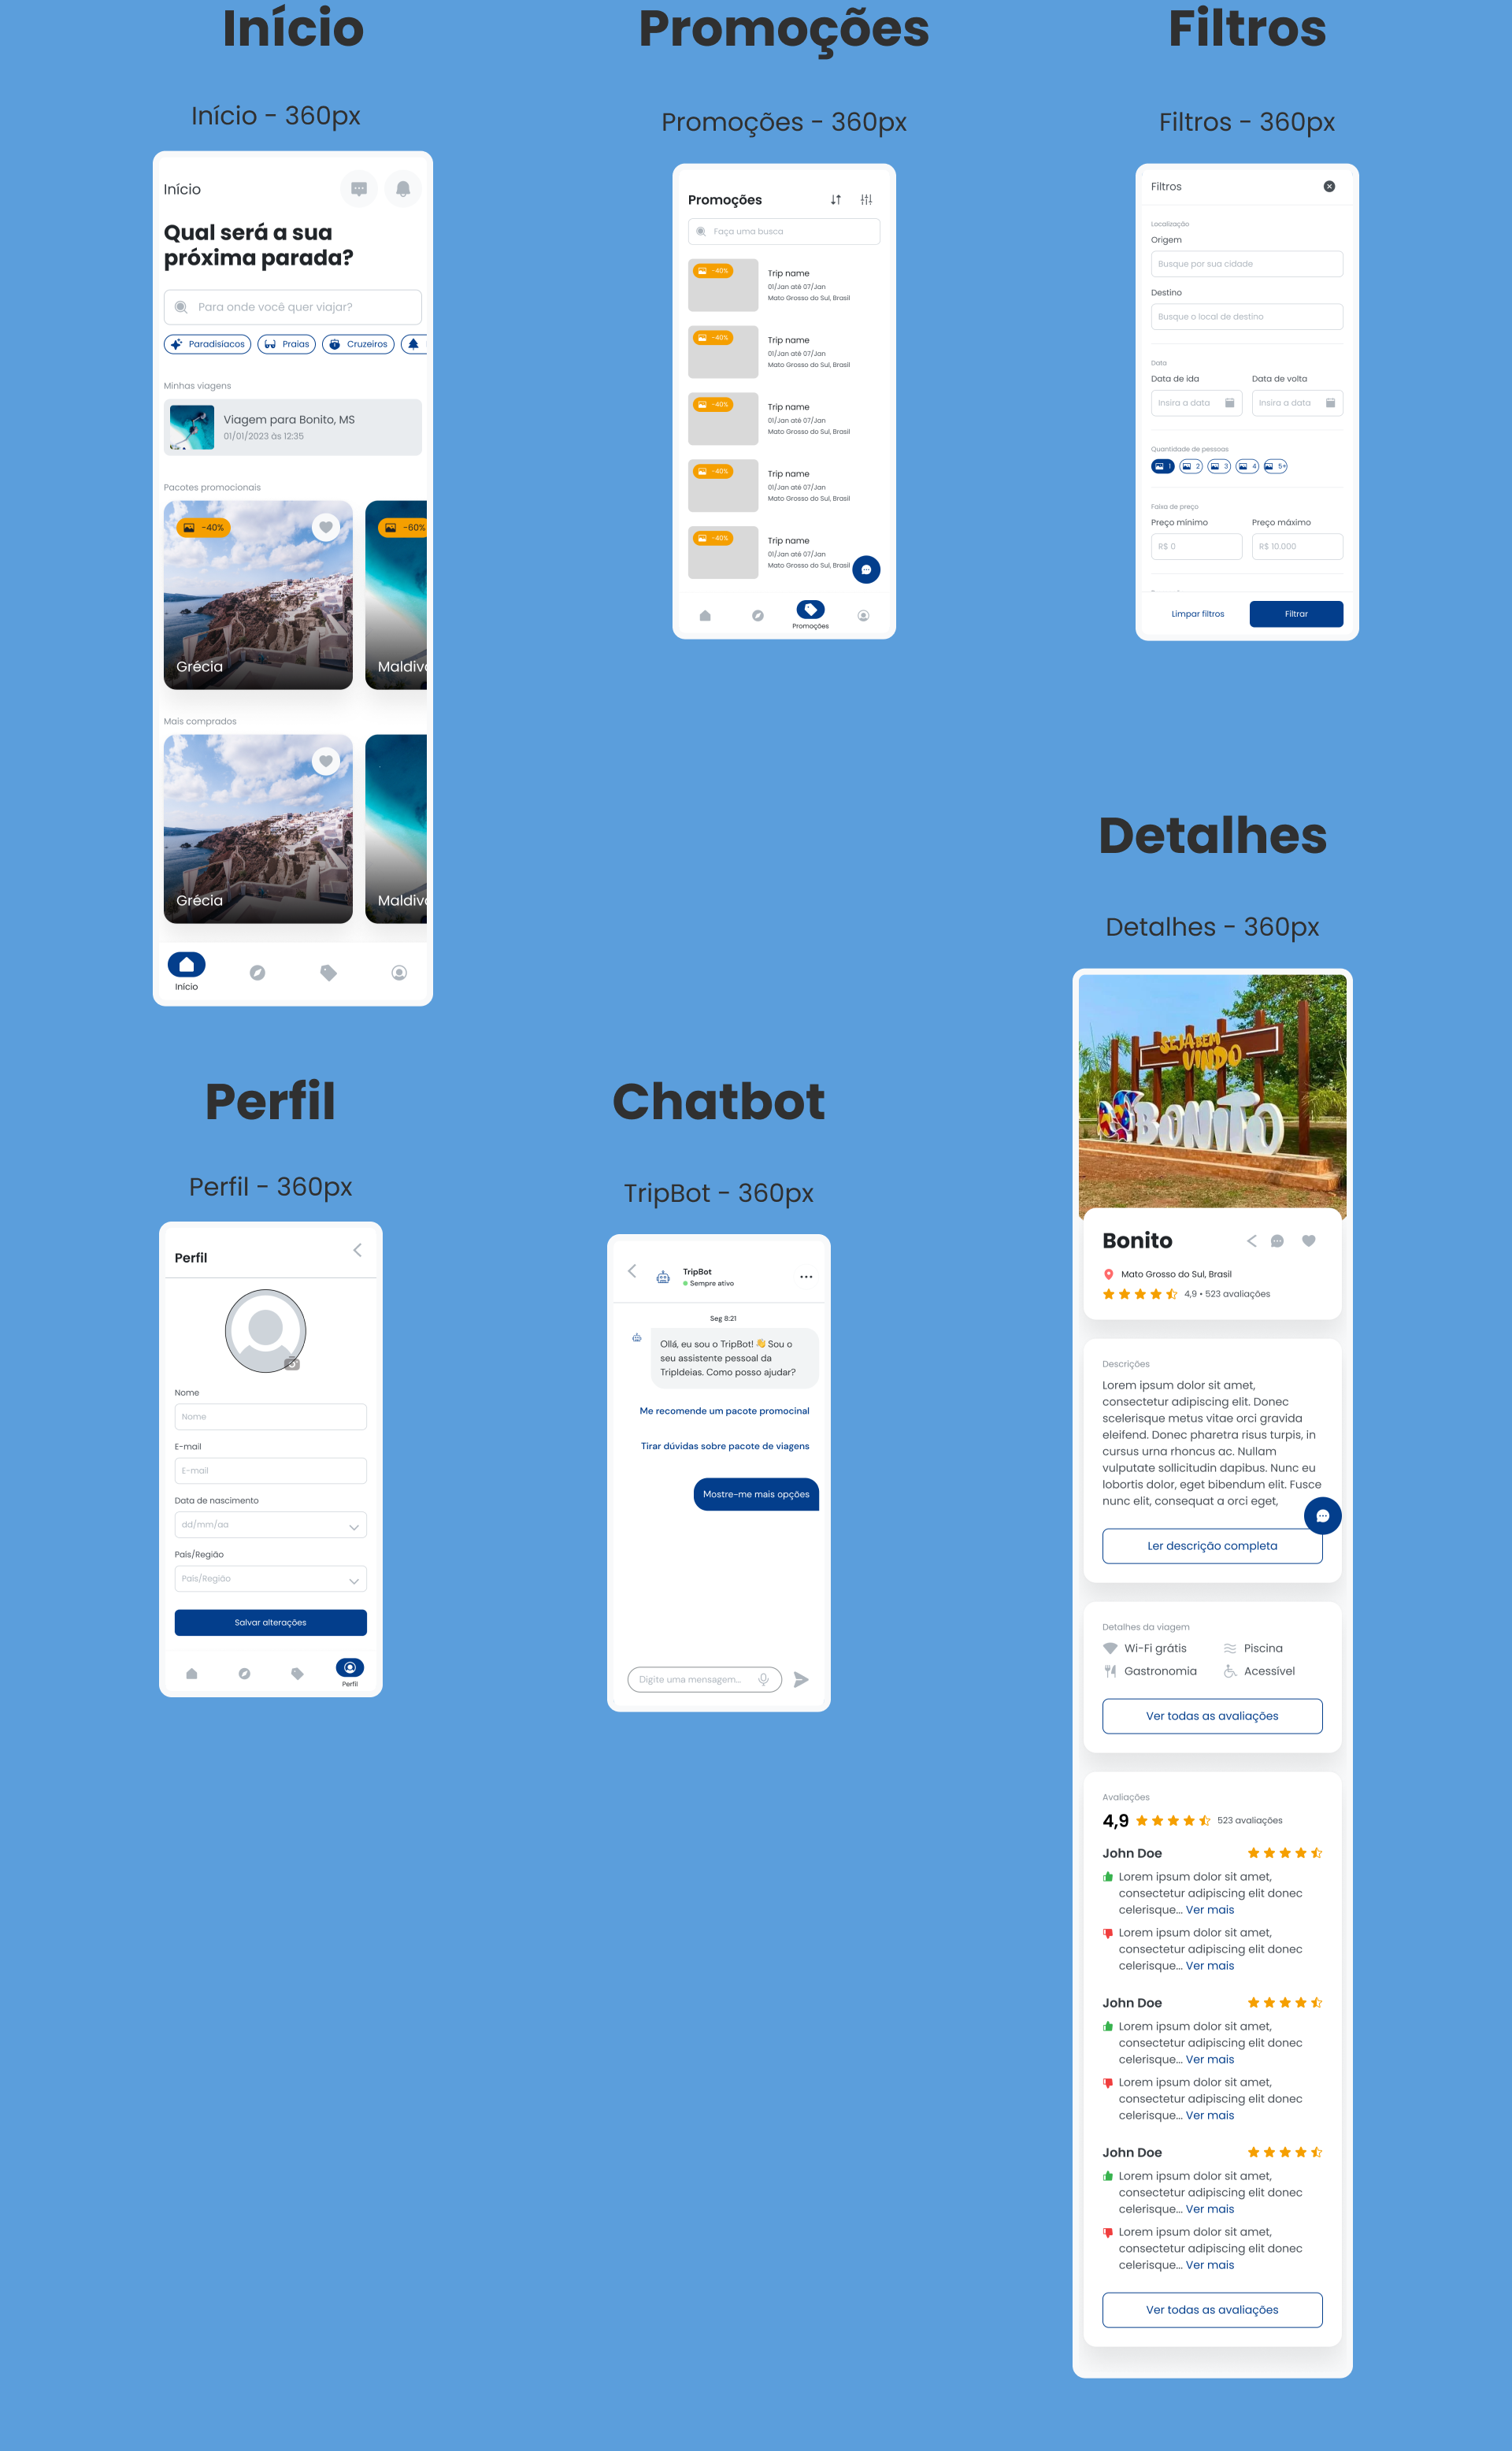 Início
Início - 360px
Início
Qual será a sua
próxima parada?
Para onde você quer viajar?
Paradisíacos
Praias
Cruzeiros
Minhas viagens
Viagem para Bonito, MS
01/01/2023 às 12:35
Pacotes promocionais
-40%
-60%
Grécia
Maldiv
Mais comprados
Grécia
Maldiv
Início
Promoções
Promoções - 360px
Promoções
Faça uma busca
-40%
Trip name
01/Jan até 07/Jan
Mato Grosso do Sul, Brasil
-40%
Trip name
01/Jan até 07/Jan
Mato Grosso do Sul, Brasil
-40%
Trip name
01/Jan até 07/Jan
Mato Grosso do Sul, Brasil
-40%
Trip name
01/Jan até 07/Jan
Mato Grosso do Sul, Brasil
-40%
Trip name
01/Jan até 07/Jan
Mato Grosso do Sul, Brasil
Promoções
Filtros
Filtros - 360px
Filtros
Localização
Origem
Busque por sua cidade
Destino
Busque o local de destino
Data
Data de ida
Data de volta
Insira a data
Insira a data
Quantidade de pessoas
1 2 3 4 5+
Faixa de preço
Preço mínimo
Preço máximo
R$ 0
R$ 10.000
Limpar filtros
Filtrar
Perfil
Perfil - 360px
Perfil
Nome
Nome
E-mail
E-mail
Data de nascimento
dd/mm/aa
País/Região
País/Região
Salvar alterações
Perfil
Chatbot
TripBot - 360px
TripBot
Sempre ativo
Seg 8:21
Ollá, eu sou o TripBot! 👋 Sou o
seu assistente pessoal da
TripIdeias. Como posso ajudar?
Me recomende um pacote promocinal
Tirar dúvidas sobre pacote de viagens
Mostre-me mais opções
Digite uma mensagem...
Detalhes
Detalhes - 360px
SEJA BEM
VINDO
BONITO
Bonito
Mato Grosso do Sul, Brasil
4,9 • 523 avaliações
Descrições
Lorem ipsum dolor sit amet,
consectetur adipiscing elit. Donec
scelerisque metus vitae orci gravida
eleifend. Donec pharetra risus turpis, in
cursus urna rhoncus ac. Nullam
vulputate sollicitudin dapibus. Nunc eu
lobortis dolor, eget bibendum elit. Fusce
nunc elit, consequat a orci eget,
Ler descrição completa
Detalhes da viagem
Wi-Fi grátis
Piscina
Gastronomia
Acessível
Ver todas as avaliações
Avaliações
4,9 523 avaliações
John Doe
Lorem ipsum dolor sit amet,
consectetur adipiscing elit donec
celerisque... Ver mais
Lorem ipsum dolor sit amet,
consectetur adipiscing elit donec
celerisque... Ver mais
John Doe
Lorem ipsum dolor sit amet,
consectetur adipiscing elit donec
celerisque... Ver mais
Lorem ipsum dolor sit amet,
consectetur adipiscing elit donec
celerisque... Ver mais
John Doe
Lorem ipsum dolor sit amet,
consectetur adipiscing elit donec
celerisque... Ver mais
Lorem ipsum dolor sit amet,
consectetur adipiscing elit donec
celerisque... Ver mais
Ver todas as avaliações